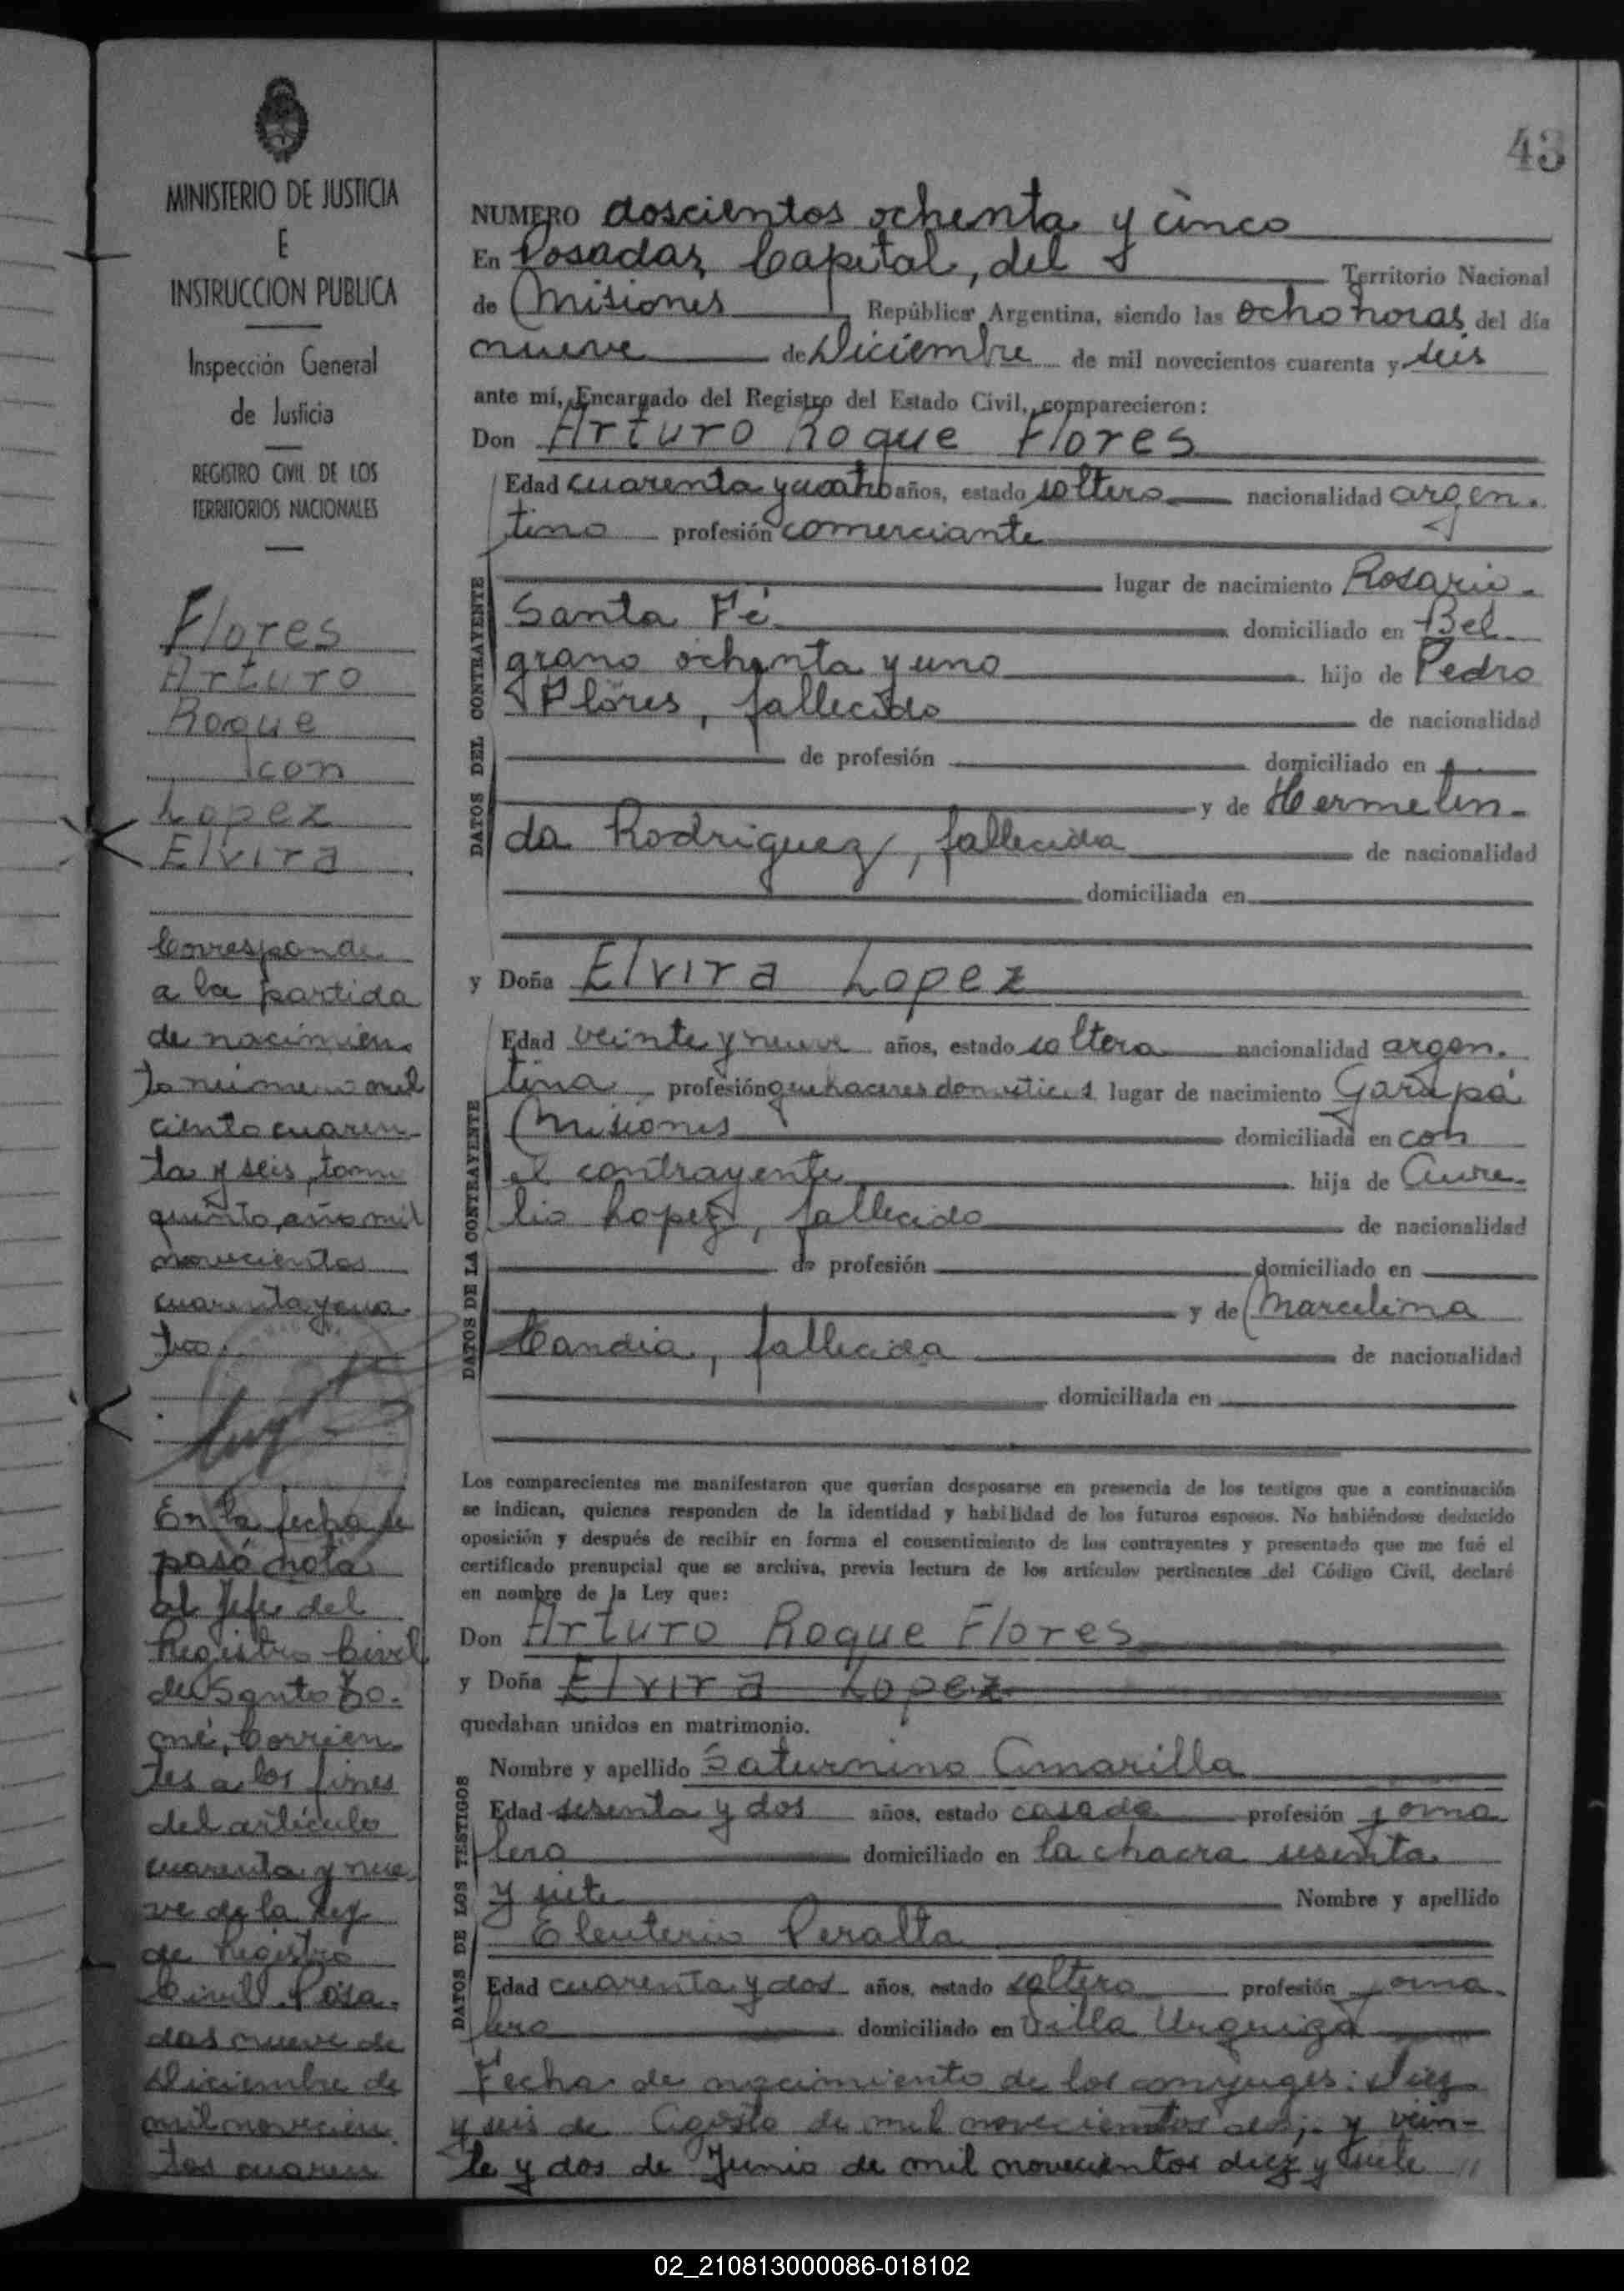 43
MINISTERIO DE JUSTICIA
E
INSTRUCCION PUBLICA
Inspección General
de Justicia
REGISTRO CIVIL DE LOS
TERRITORIOS NACIONALES
Flores
Arturo
Roque
con
Lopez
Elvira
Corresponde
a la partida
de nacimien-
to número mil
ciento cuaren-
ta y seis, tomo
quinto, año mil
novecientos
cuarenta y cua-
tro.
En la fecha se
pasó nota
al Jefe del
Registro Civil
de Santo To-
mé, Corrien-
tes a los fines
del artículo
cuarenta y nue
ve de la Ley
de Registro
Civil. Posa-
das nueve de
Diciembre de
mil novecien
tos cuaren
NUMERO doscientos ochenta y cinco
En Posadas, Capital, del Territorio Nacional
de Misiones República Argentina, siendo las ocho horas del día
nueve de Diciembre de mil novecientos cuarenta y seis
ante mí, Encargado del Registro del Estado Civil, comparecieron:
Don Arturo Roque Flores
DATOS DEL CONTRAYENTE
Edad cuarenta y cuatro años, estado soltero nacionalidad argen-
tino profesión comerciante
lugar de nacimiento Rosario-
Santa Fé domiciliado en Bel-
grano ochenta y uno hijo de Pedro
Flores, fallecido de nacionalidad
de profesión domiciliado en
y de Hermelin-
da Rodriguez, fallecida de nacionalidad
domiciliada en
y Doña Elvira Lopez
DATOS DE LA CONTRAYENTE
Edad veinte y nueve años, estado soltera nacionalidad argen-
tina profesión quehaceres domesticos lugar de nacimiento Garupá
Misiones domiciliada en con
el contrayente hija de Aure-
lio Lopez, fallecido de nacionalidad
de profesión domiciliado en
y de Marcelina
Candia, fallecida de nacionalidad
domiciliada en
Los comparecientes me manifestaron que querían desposarse en presencia de los testigos que a continuación
se indican, quienes responden de la identidad y habilidad de los futuros esposos. No habiéndose deducido
oposición y después de recibir en forma el consentimiento de los contrayentes y presentado que me fué el
certificado prenupcial que se archiva, previa lectura de los artículos pertinentes del Código Civil, declaré
en nombre de la Ley que:
Don Arturo Roque Flores
y Doña Elvira Lopez
quedaban unidos en matrimonio.
DATOS DE LOS TESTIGOS
Nombre y apellido Saturnino Amarilla
Edad sesenta y dos años, estado casado profesión jorna
lero domiciliado en la chacra sesenta
y siete Nombre y apellido
Eleuterio Peralta
Edad cuarenta y dos años, estado soltero profesión jorna-
lero domiciliado en Villa Urquiza
Fecha de nacimiento de los conyuges: diez
y seis de Agosto de mil novecientos dos; y vein-
te y dos de Junio de mil novecientos diez y siete
02_210813000086-018102